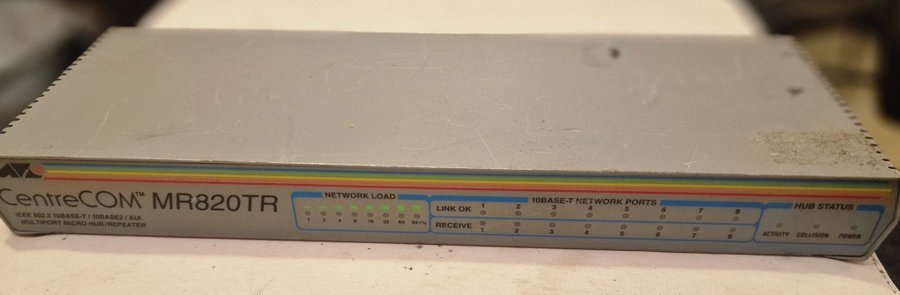 CentreCOM™ MR820TR
IEEE 802.3 10BASE-T / 10BASE2 / AUI
MULTIPORT MICRO HUB/REPEATER
NETWORK LOAD
1 2 4 8 16 32 64 64+%
10BASE-T NETWORK PORTS
LINK OK 1 2 3 4 5 6 7 8
RECEIVE 1 2 3 4 5 6 7 8
HUB STATUS
ACTIVITY COLLISION POWER